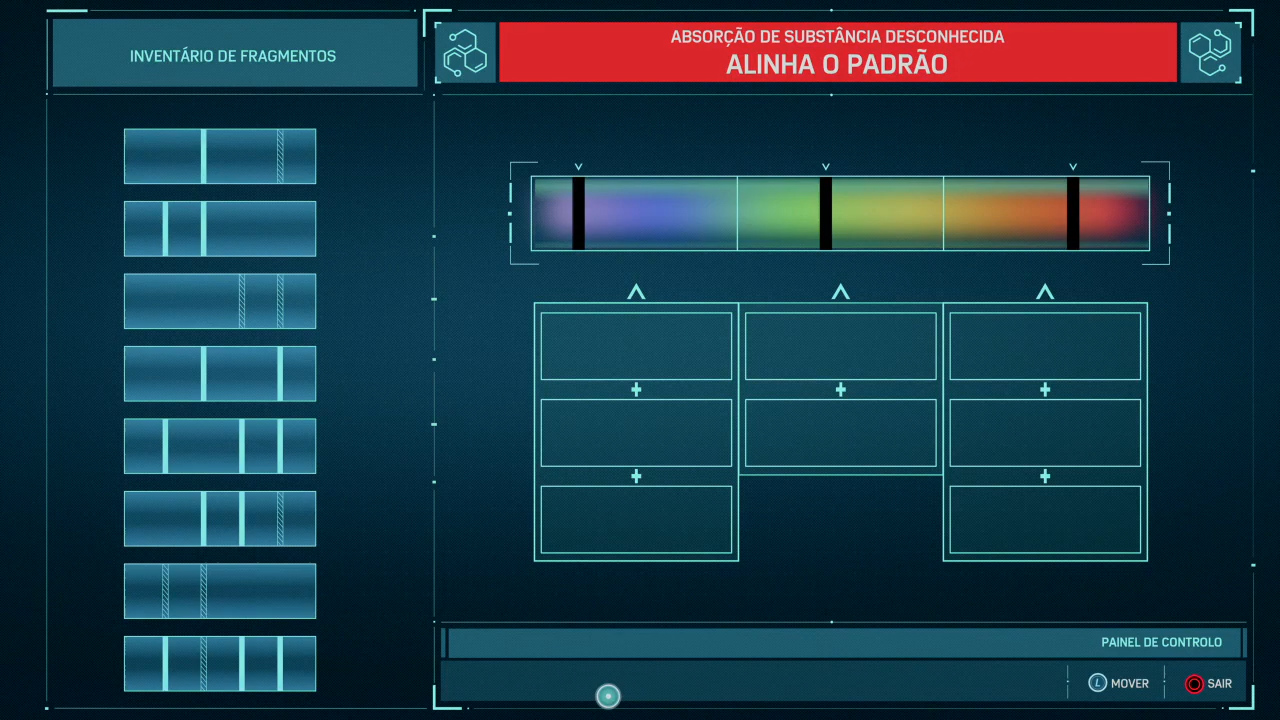 INVENTÁRIO DE FRAGMENTOS
ABSORÇÃO DE SUBSTÂNCIA DESCONHECIDA
ALINHA O PADRÃO
PAINEL DE CONTROLO
L MOVER
SAIR